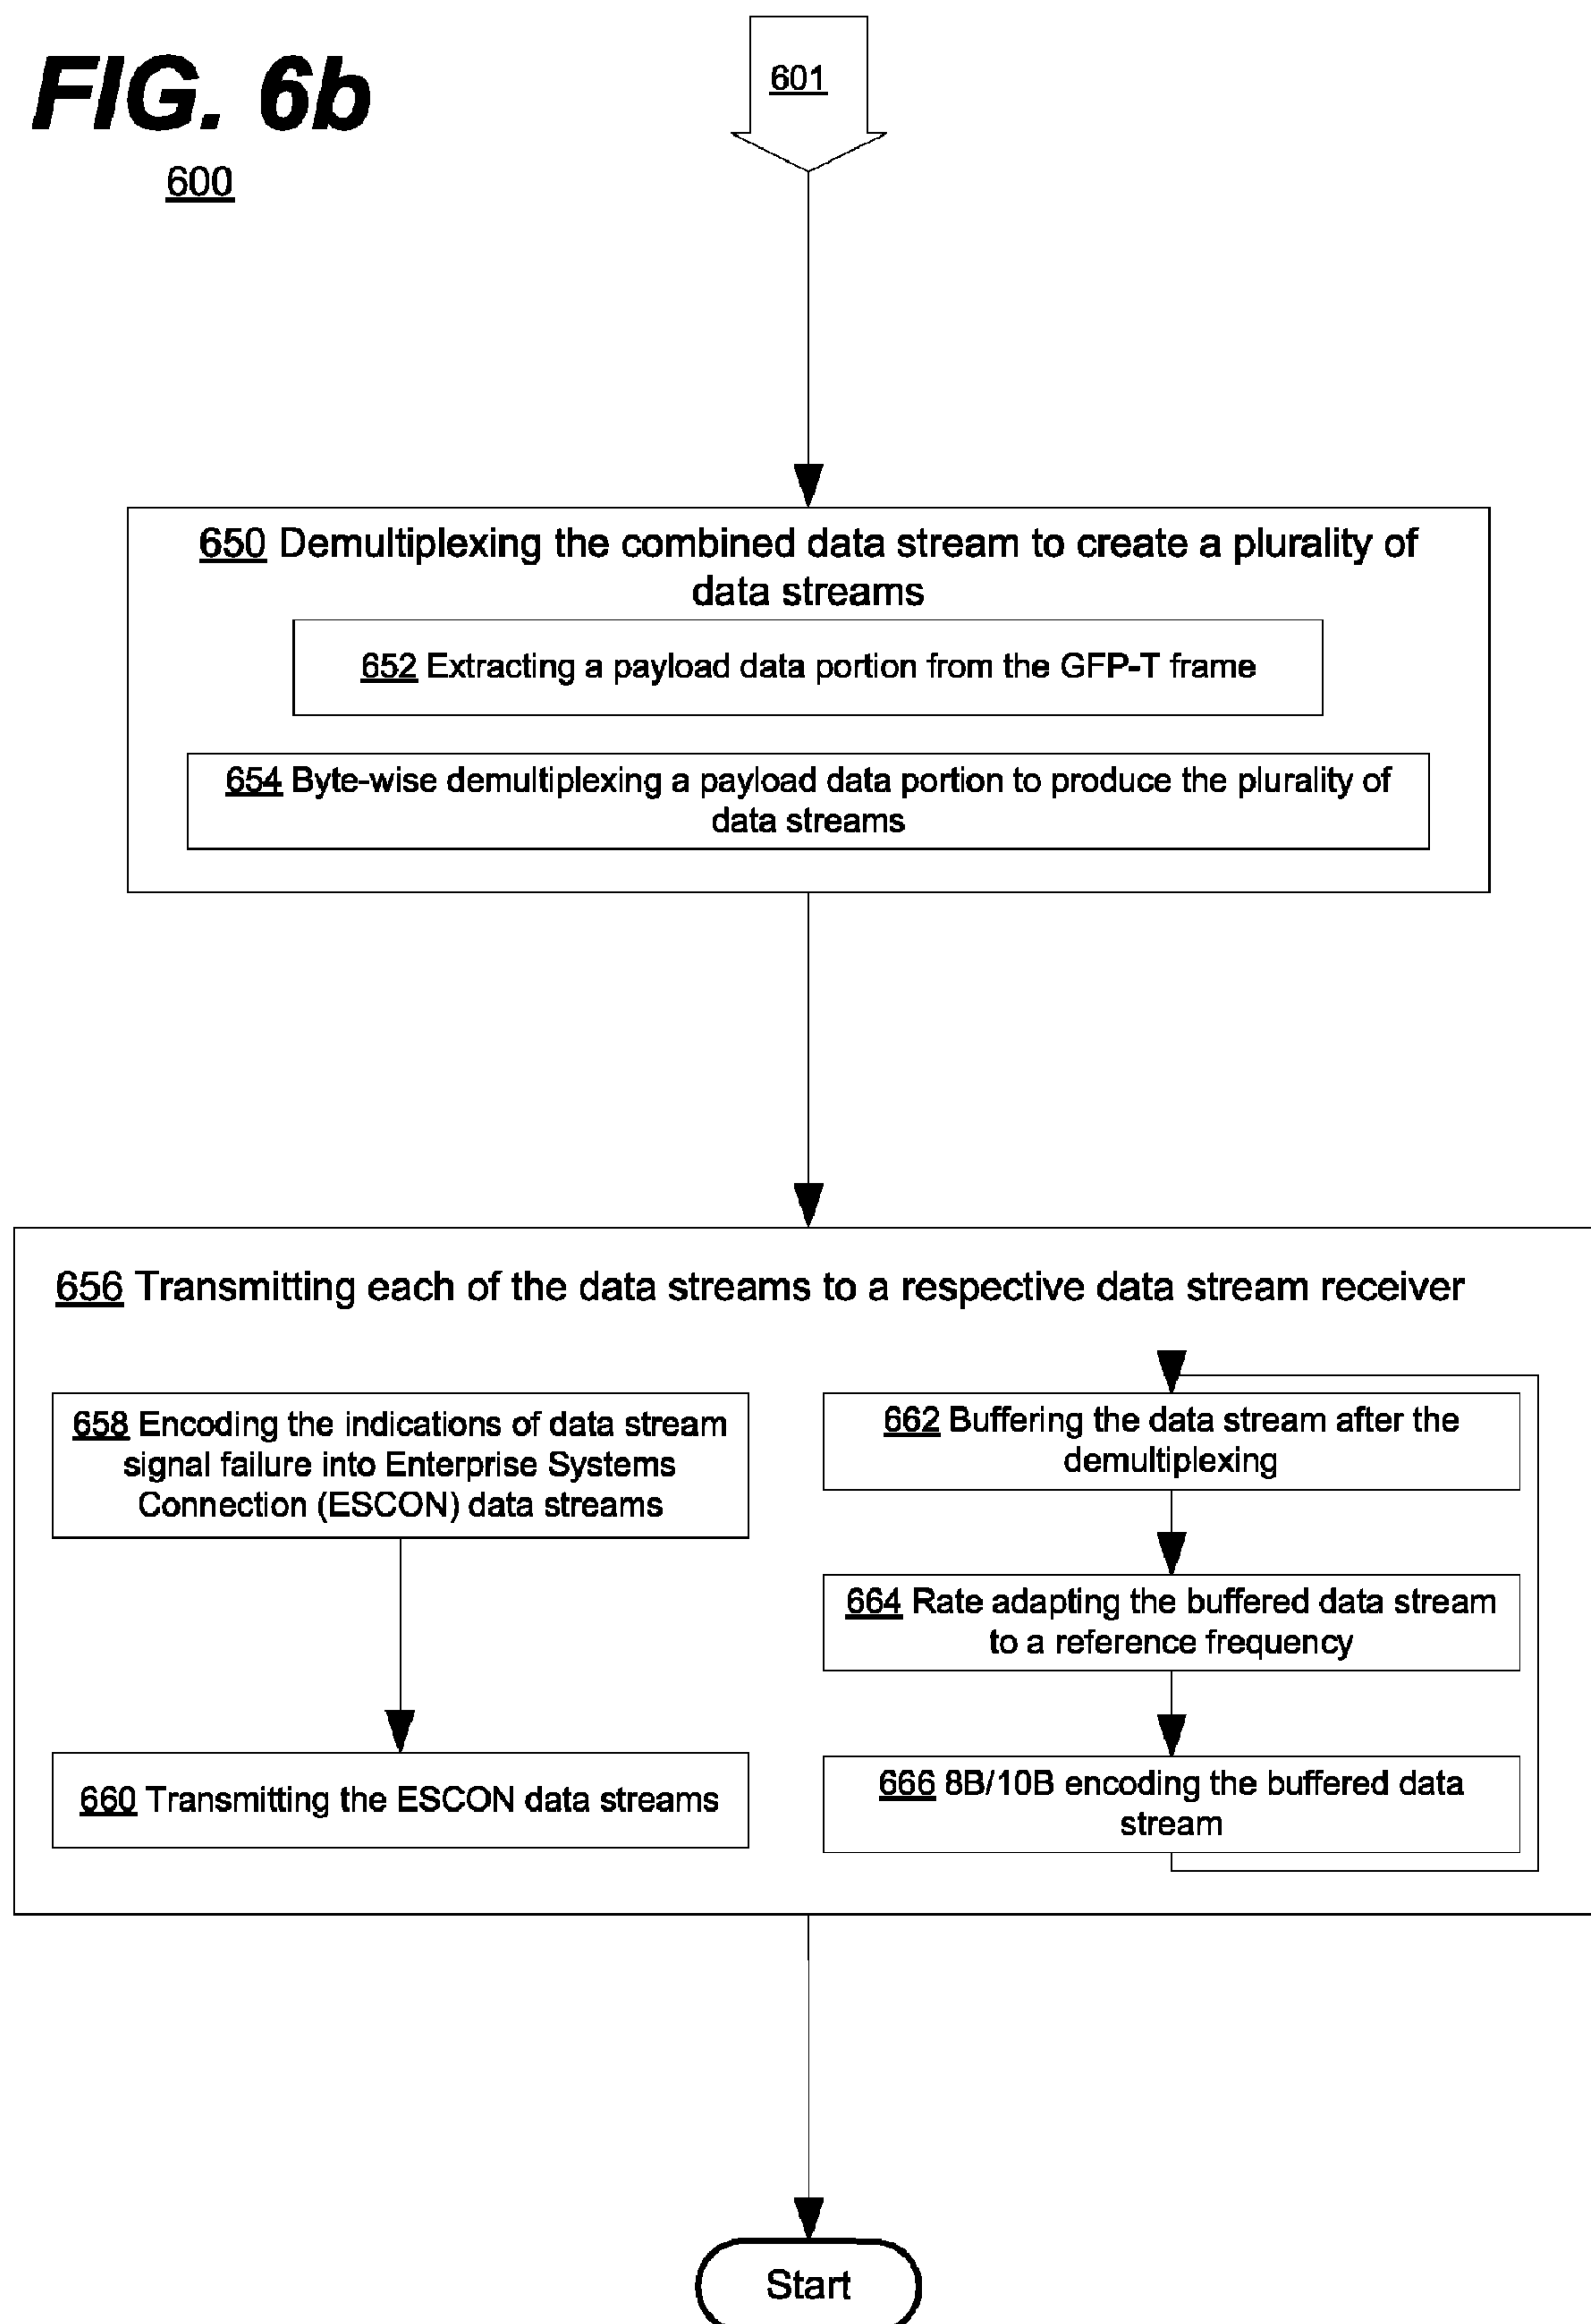 FIG. 6b
600
601
650 Demultiplexing the combined data stream to create a plurality of
data streams
652 Extracting a payload data portion from the GFP-T frame
654 Byte-wise demultiplexing a payload data portion to produce the plurality of
data streams
656 Transmitting each of the data streams to a respective data stream receiver
658 Encoding the indications of data stream
signal failure into Enterprise Systems
Connection (ESCON) data streams
660 Transmitting the ESCON data streams
662 Buffering the data stream after the
demultiplexing
664 Rate adapting the buffered data stream
to a reference frequency
666 8B/10B encoding the buffered data
stream
Start